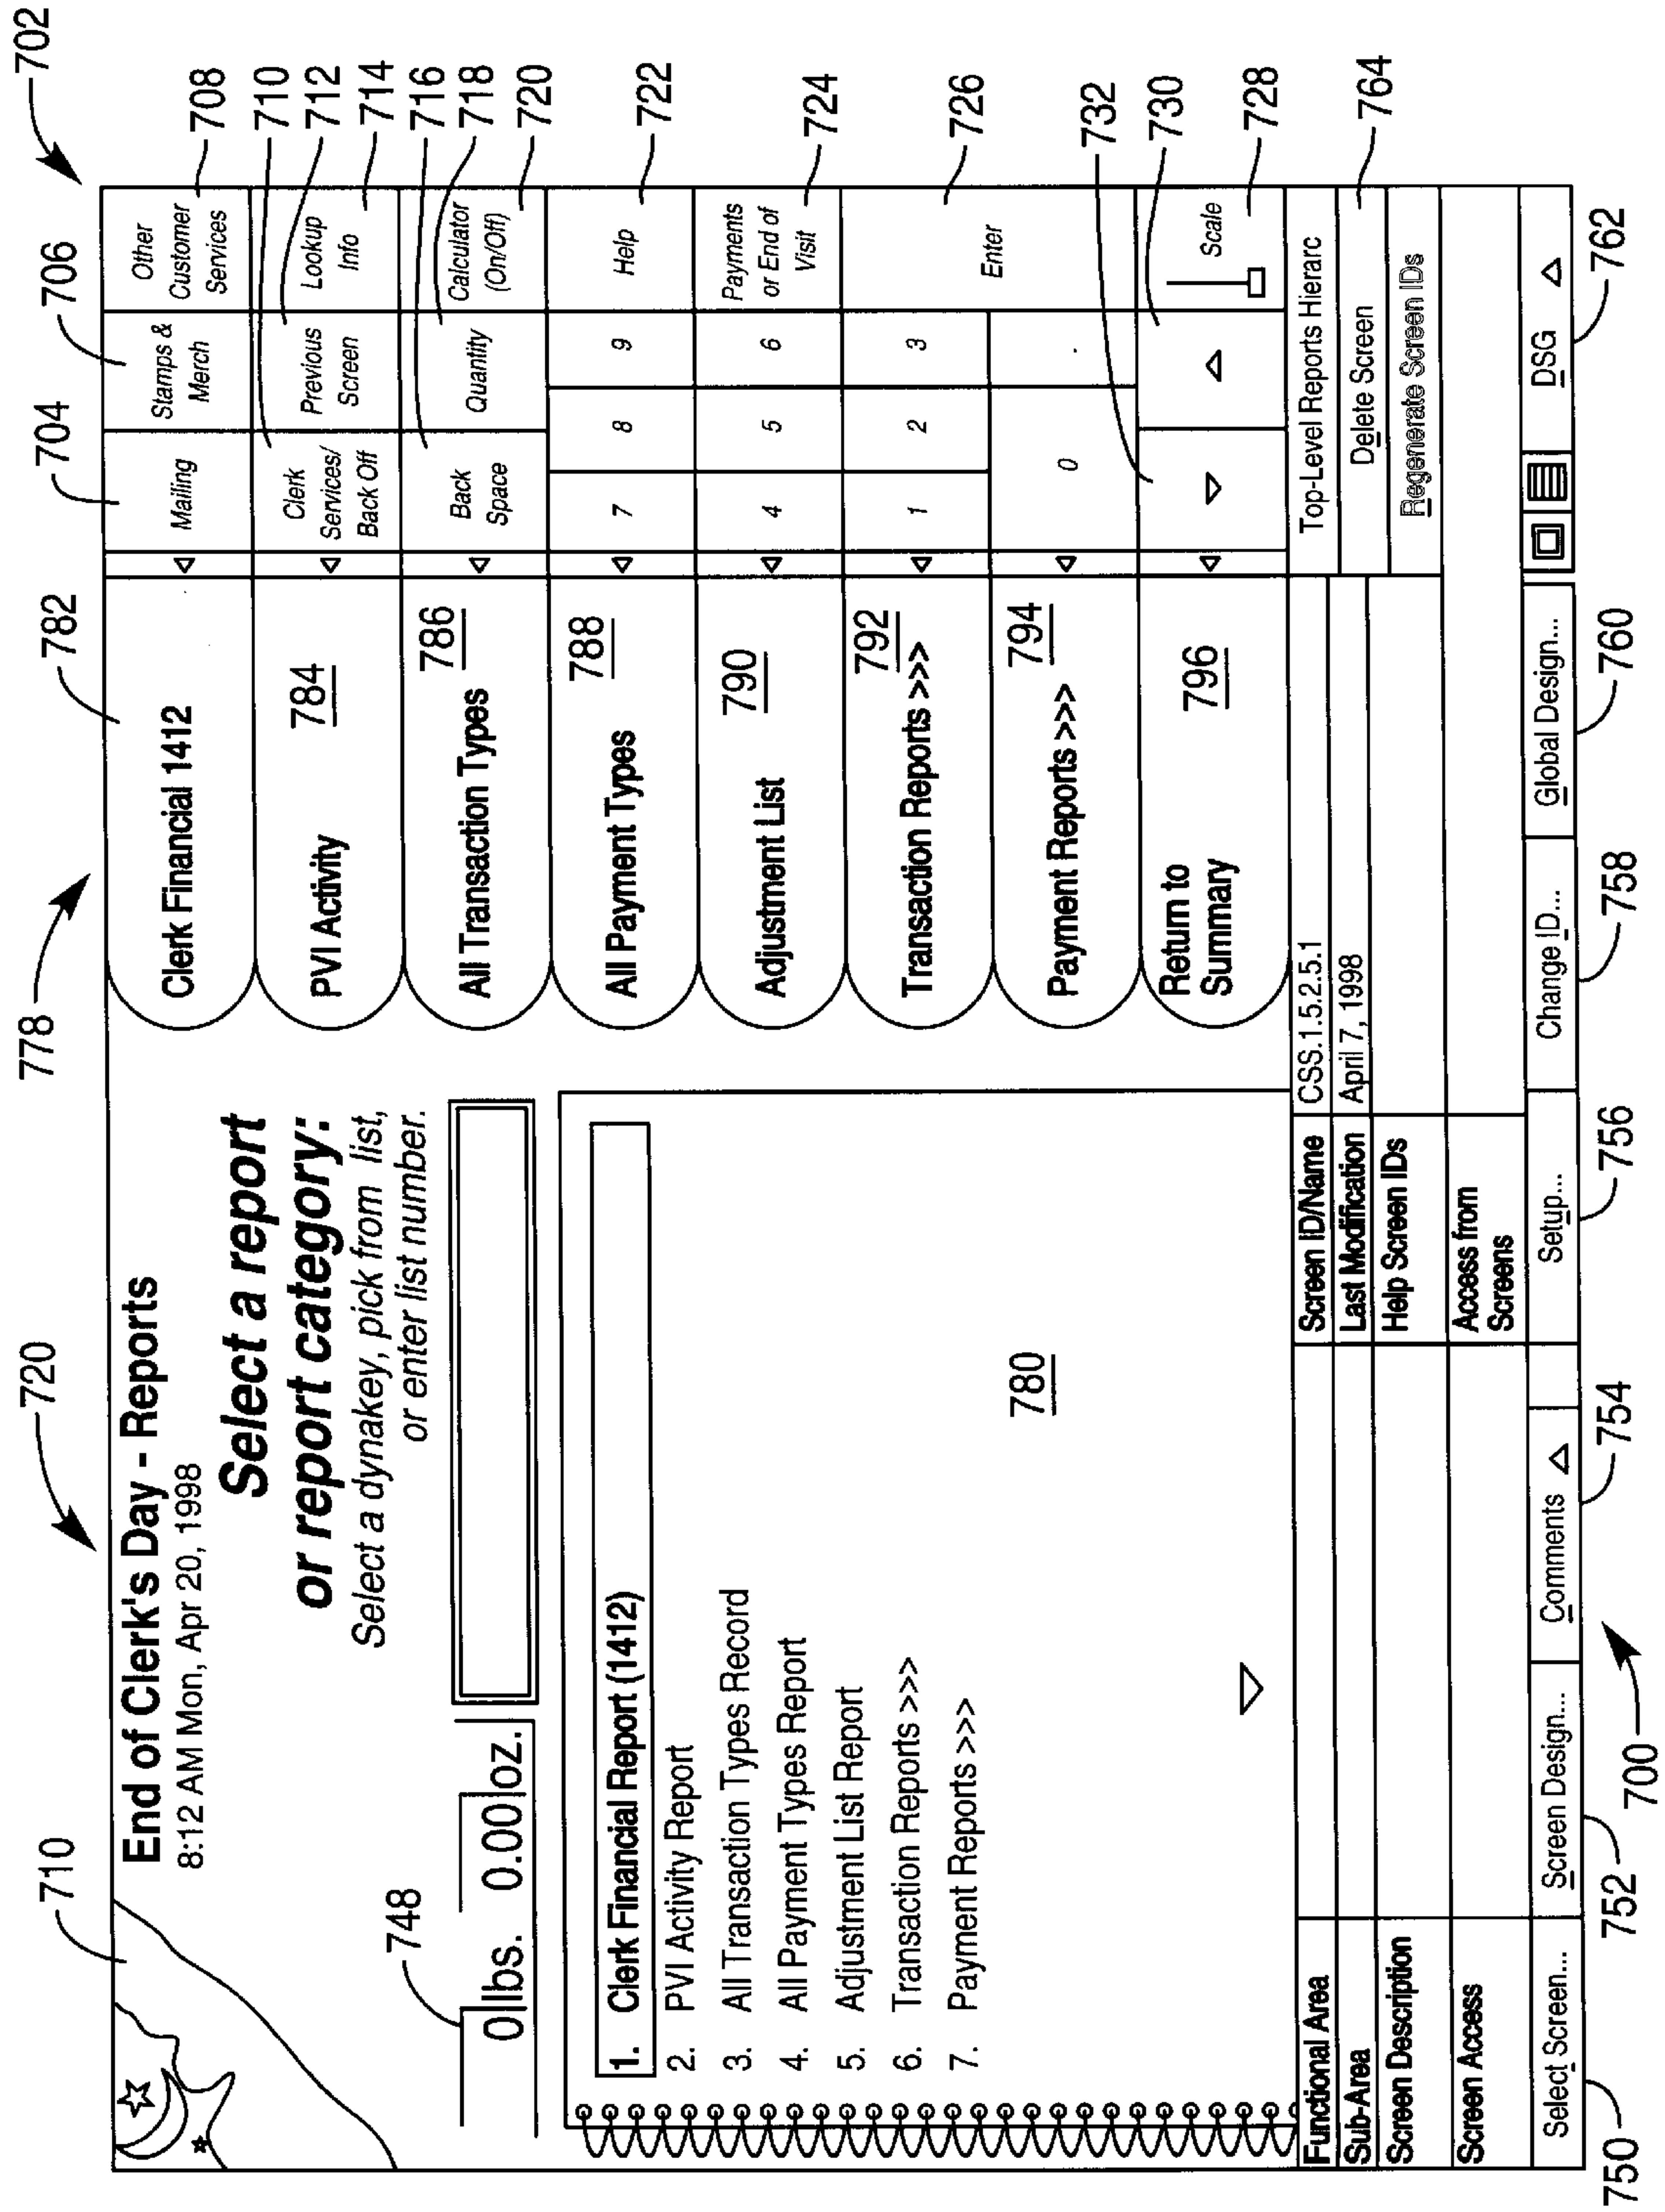 720
778
702
710
782
704
706
End of Clerk's Day - Reports
8:12 AM Mon, Apr 20, 1998
Select a report
or report category:
Select a dynakey, pick from list,
or enter list number.
748
0 lbs. 0.00 oz.
1. Clerk Financial Report (1412)
2. PVI Activity Report
3. All Transaction Types Record
4. All Payment Types Report
5. Adjustment List Report
6. Transaction Reports >>>
7. Payment Reports >>>
780
Clerk Financial 1412
PVI Activity
784
All Transaction Types
786
All Payment Types
788
Adjustment List
790
Transaction Reports >>>
792
Payment Reports >>>
794
Return to
Summary
796
Mailing
Stamps &
Merch
Other
Customer
Services
Clerk
Services/
Back Off
Previous
Screen
Lookup
Info
Back
Space
Quantity
Calculator
(On/Off)
7 8 9
Help
4 5 6
Payments
or End of
Visit
1 2 3
Enter
0 .
Scale
708
710
712
714
716
718
720
722
724
726
732
730
728
764
Functional Area
Sub-Area
Screen Description
Screen Access
Screen ID/Name
CSS.1.5.2.5.1
Last Modification
April 7, 1998
Help Screen IDs
Access from
Screens
Top-Level Reports Hierarc
Delete Screen
Regenerate Screen IDs
Select Screen...
Screen Design...
Comments
Setup...
Change ID...
Global Design...
DSG
750
752
700
754
756
758
760
762